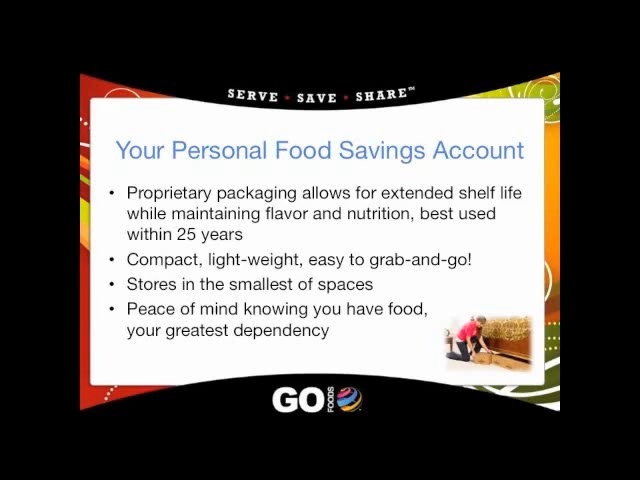 SERVE * SAVE * SHARE™
Your Personal Food Savings Account
• Proprietary packaging allows for extended shelf life
while maintaining flavor and nutrition, best used
within 25 years
• Compact, light-weight, easy to grab-and-go!
• Stores in the smallest of spaces
• Peace of mind knowing you have food,
your greatest dependency
GO FOODS